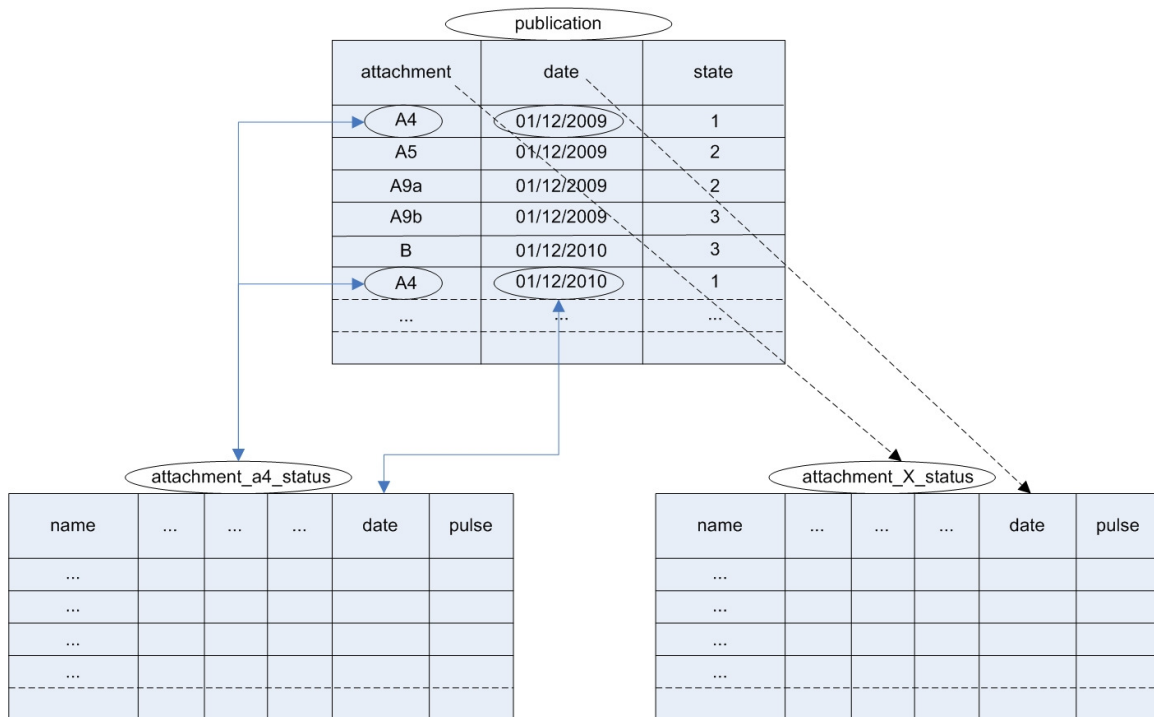 publication
attachment date state
A4 01/12/2009 1
A5 01/12/2009 2
A9a 01/12/2009 2
A9b 01/12/2009 3
B 01/12/2010 3
A4 01/12/2010 1
... ... ...
attachment_a4_status
name ... ... ... date pulse
...
...
...
...
attachment_X_status
name ... ... ... date pulse
...
...
...
...